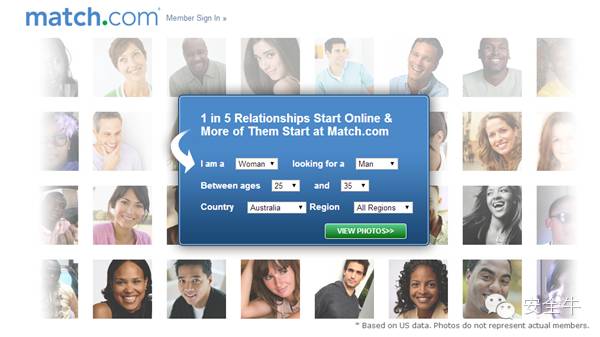 match.com Member Sign In »
1 in 5 Relationships Start Online &
More of Them Start at Match.com
I am a Woman looking for a Man
Between ages 25 and 35
Country Australia Region All Regions
VIEW PHOTOS>>
安全牛
* Based on US data. Photos do not represent actual members.